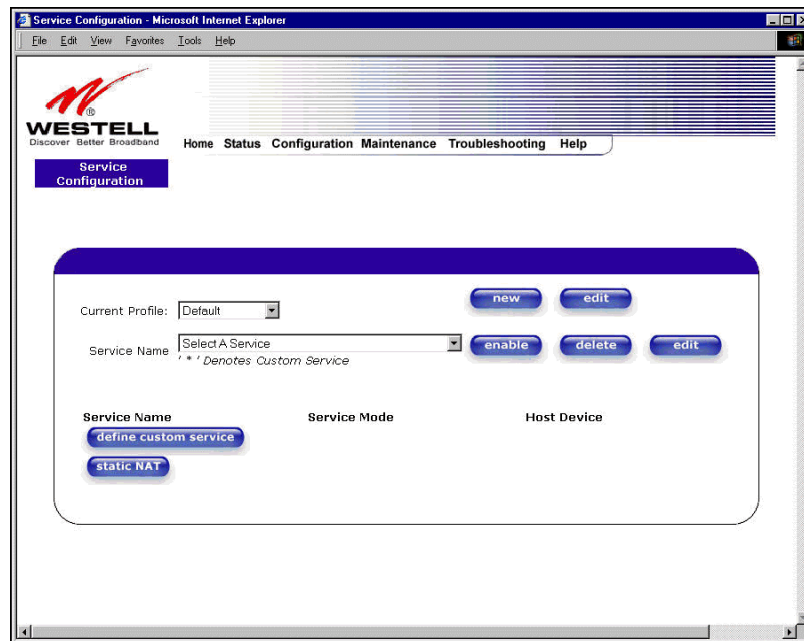 Service Configuration - Microsoft Internet Explorer
File Edit View Favorites Tools Help
®
WESTELL
Discover Better Broadband
Home Status Configuration Maintenance Troubleshooting Help
Service
Configuration
new edit
Current Profile: Default
Service Name Select A Service enable delete edit
' * ' Denotes Custom Service
Service Name Service Mode Host Device
define custom service
static NAT